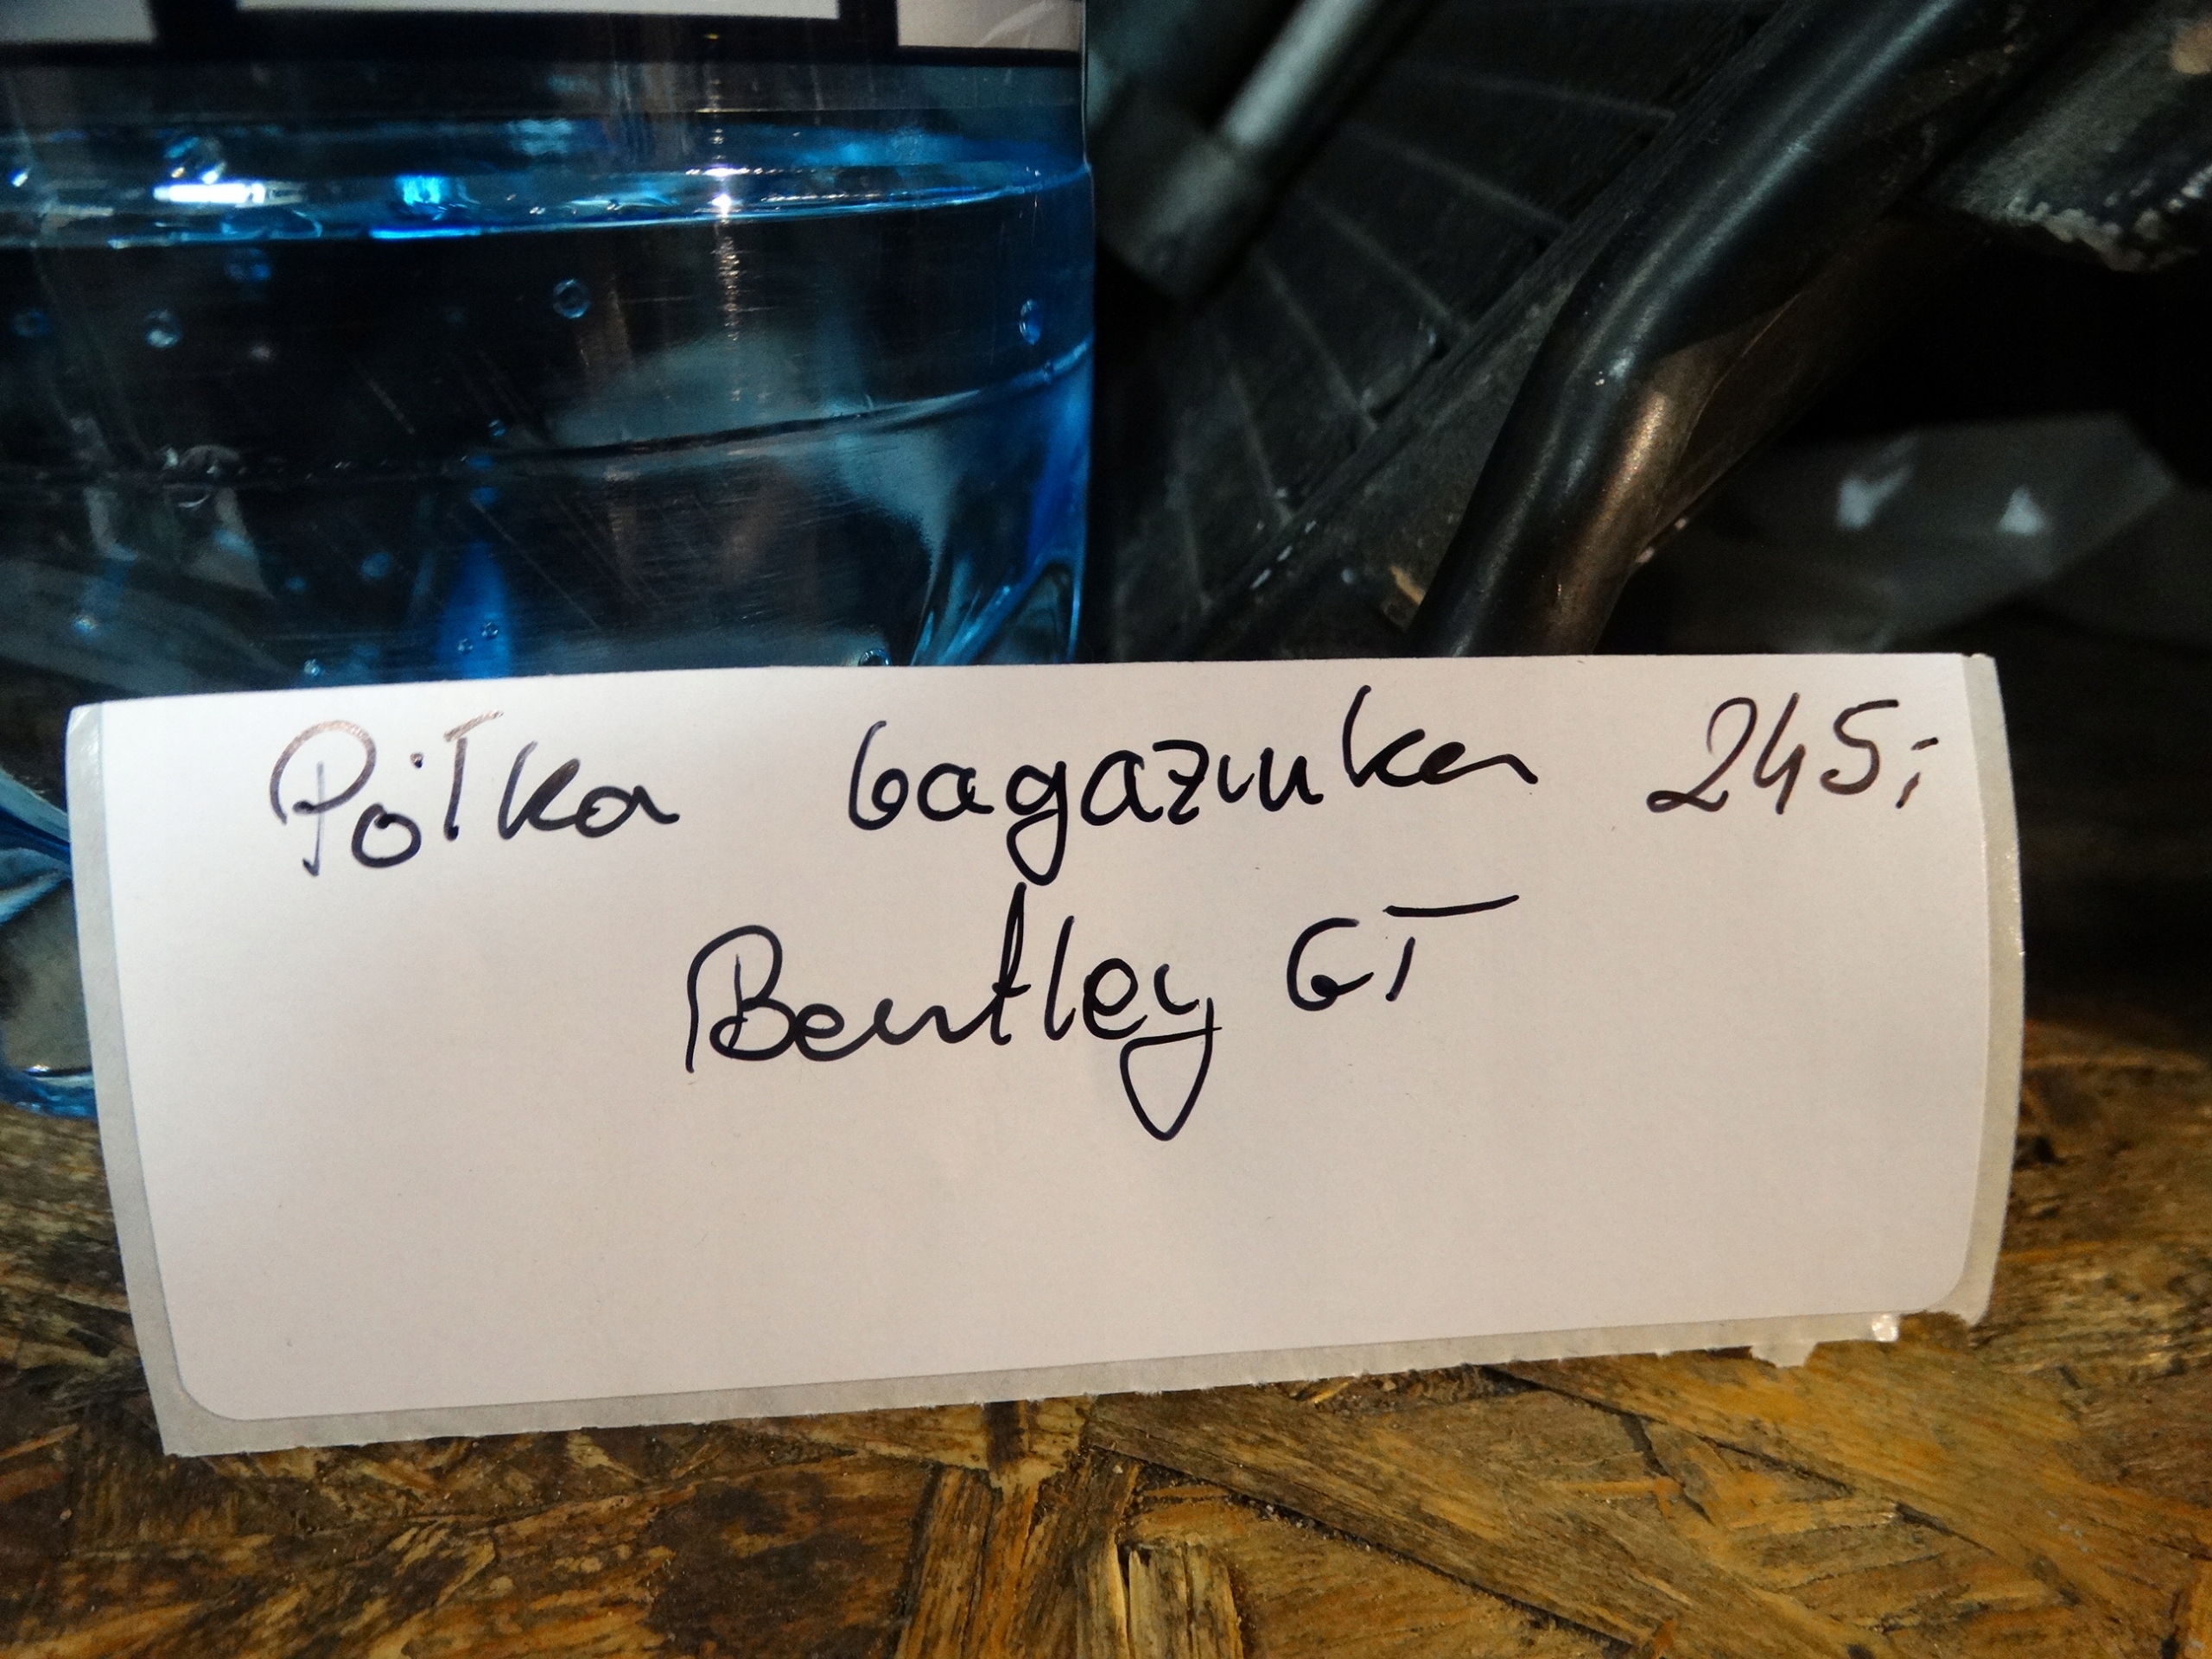 Półka bagażnika 245,-
Bentley GT